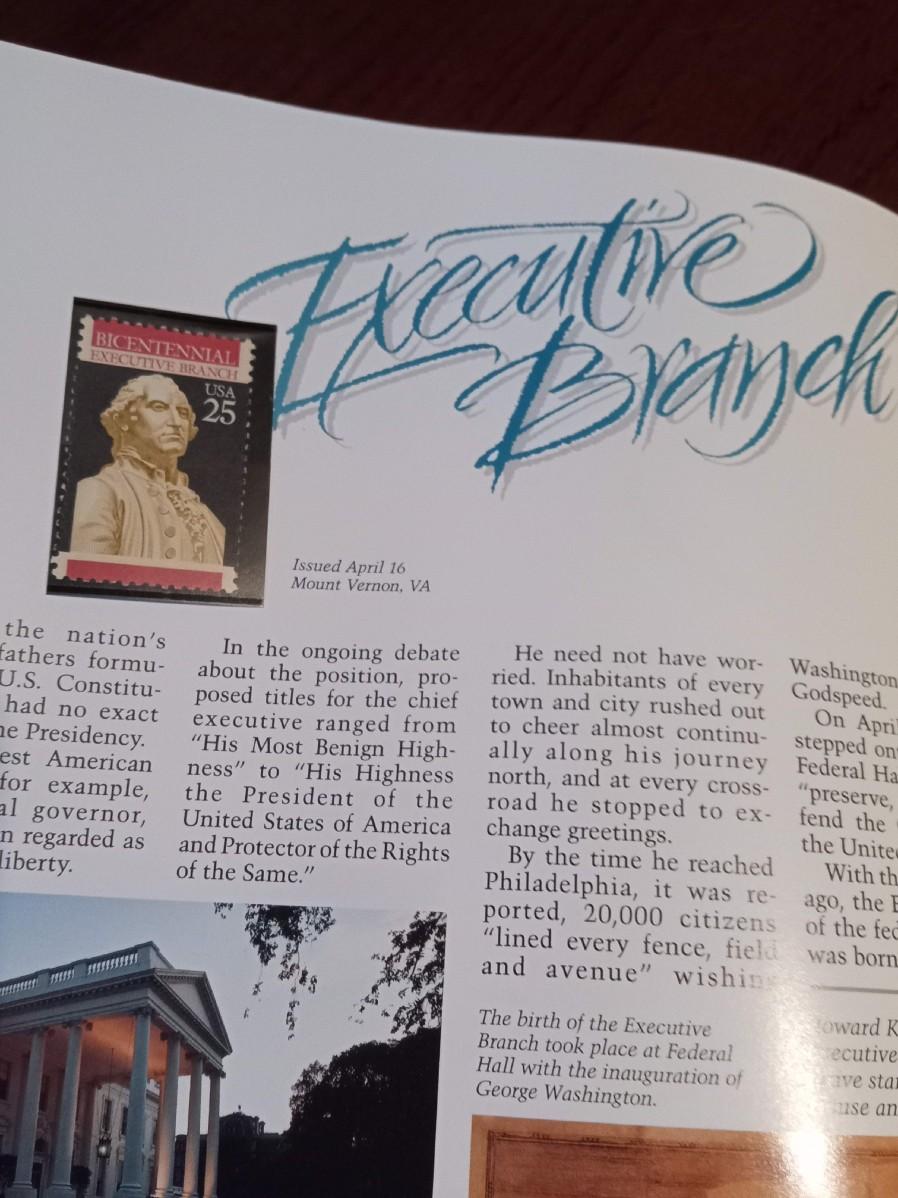 Executive
Branch
BICENTENNIAL
EXECUTIVE BRANCH
USA
25
Issued April 16
Mount Vernon, VA
the nation's
fathers formu-
U.S. Constitu-
had no exact
he Presidency.
est American
for example,
al governor,
n regarded as
liberty.
In the ongoing debate
about the position, pro-
posed titles for the chief
executive ranged from
“His Most Benign High-
ness” to “His Highness
the President of the
United States of America
and Protector of the Rights
of the Same.”
He need not have wor-
ried. Inhabitants of every
town and city rushed out
to cheer almost continu-
ally along his journey
north, and at every cross-
road he stopped to ex-
change greetings.
By the time he reached
Philadelphia, it was re-
ported, 20,000 citizens
“lined every fence, field
and avenue” wishing
Washington
Godspeed.
On April
stepped on
Federal Ha
“preserve,
fend the
the Unite
With th
ago, the E
of the fed
was born
The birth of the Executive
Branch took place at Federal
Hall with the inauguration of
George Washington.
oward K
ecutive
ave sta
use an